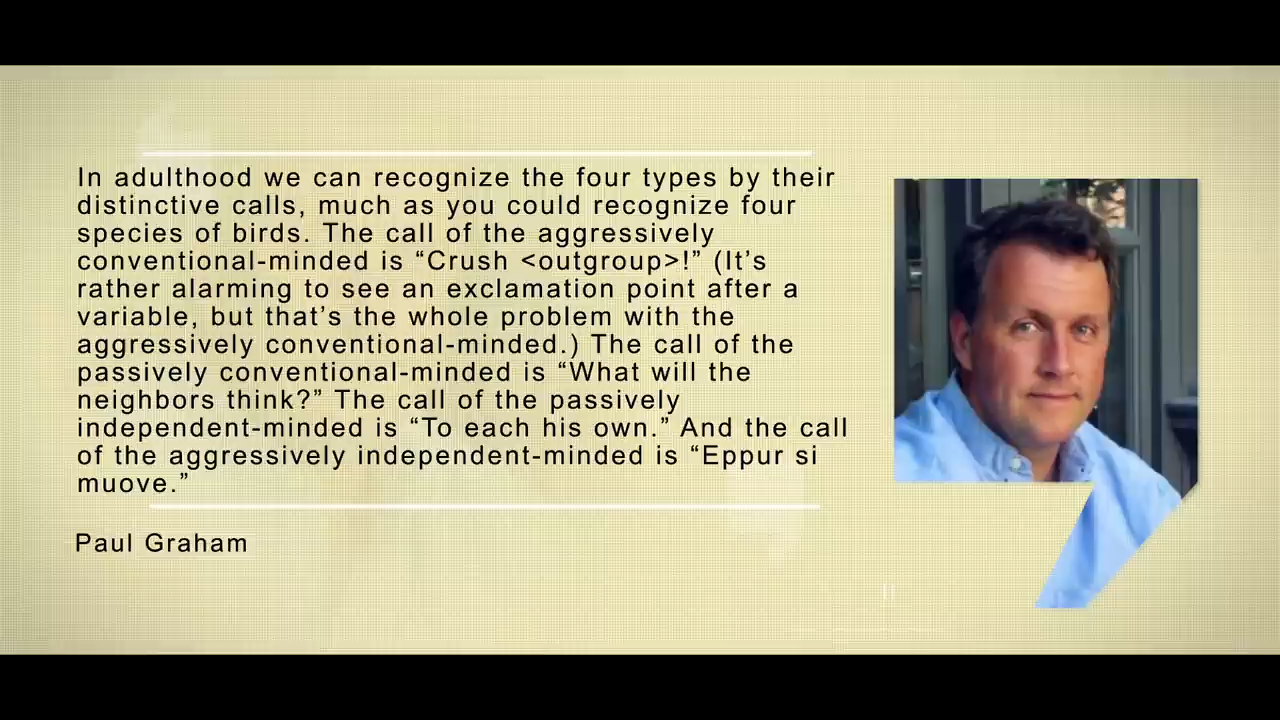 In adulthood we can recognize the four types by their
distinctive calls, much as you could recognize four
species of birds. The call of the aggressively
conventional-minded is “Crush <outgroup>!” (It’s
rather alarming to see an exclamation point after a
variable, but that’s the whole problem with the
aggressively conventional-minded.) The call of the
passively conventional-minded is “What will the
neighbors think?” The call of the passively
independent-minded is “To each his own.” And the call
of the aggressively independent-minded is “Eppur si
muove.”
Paul Graham